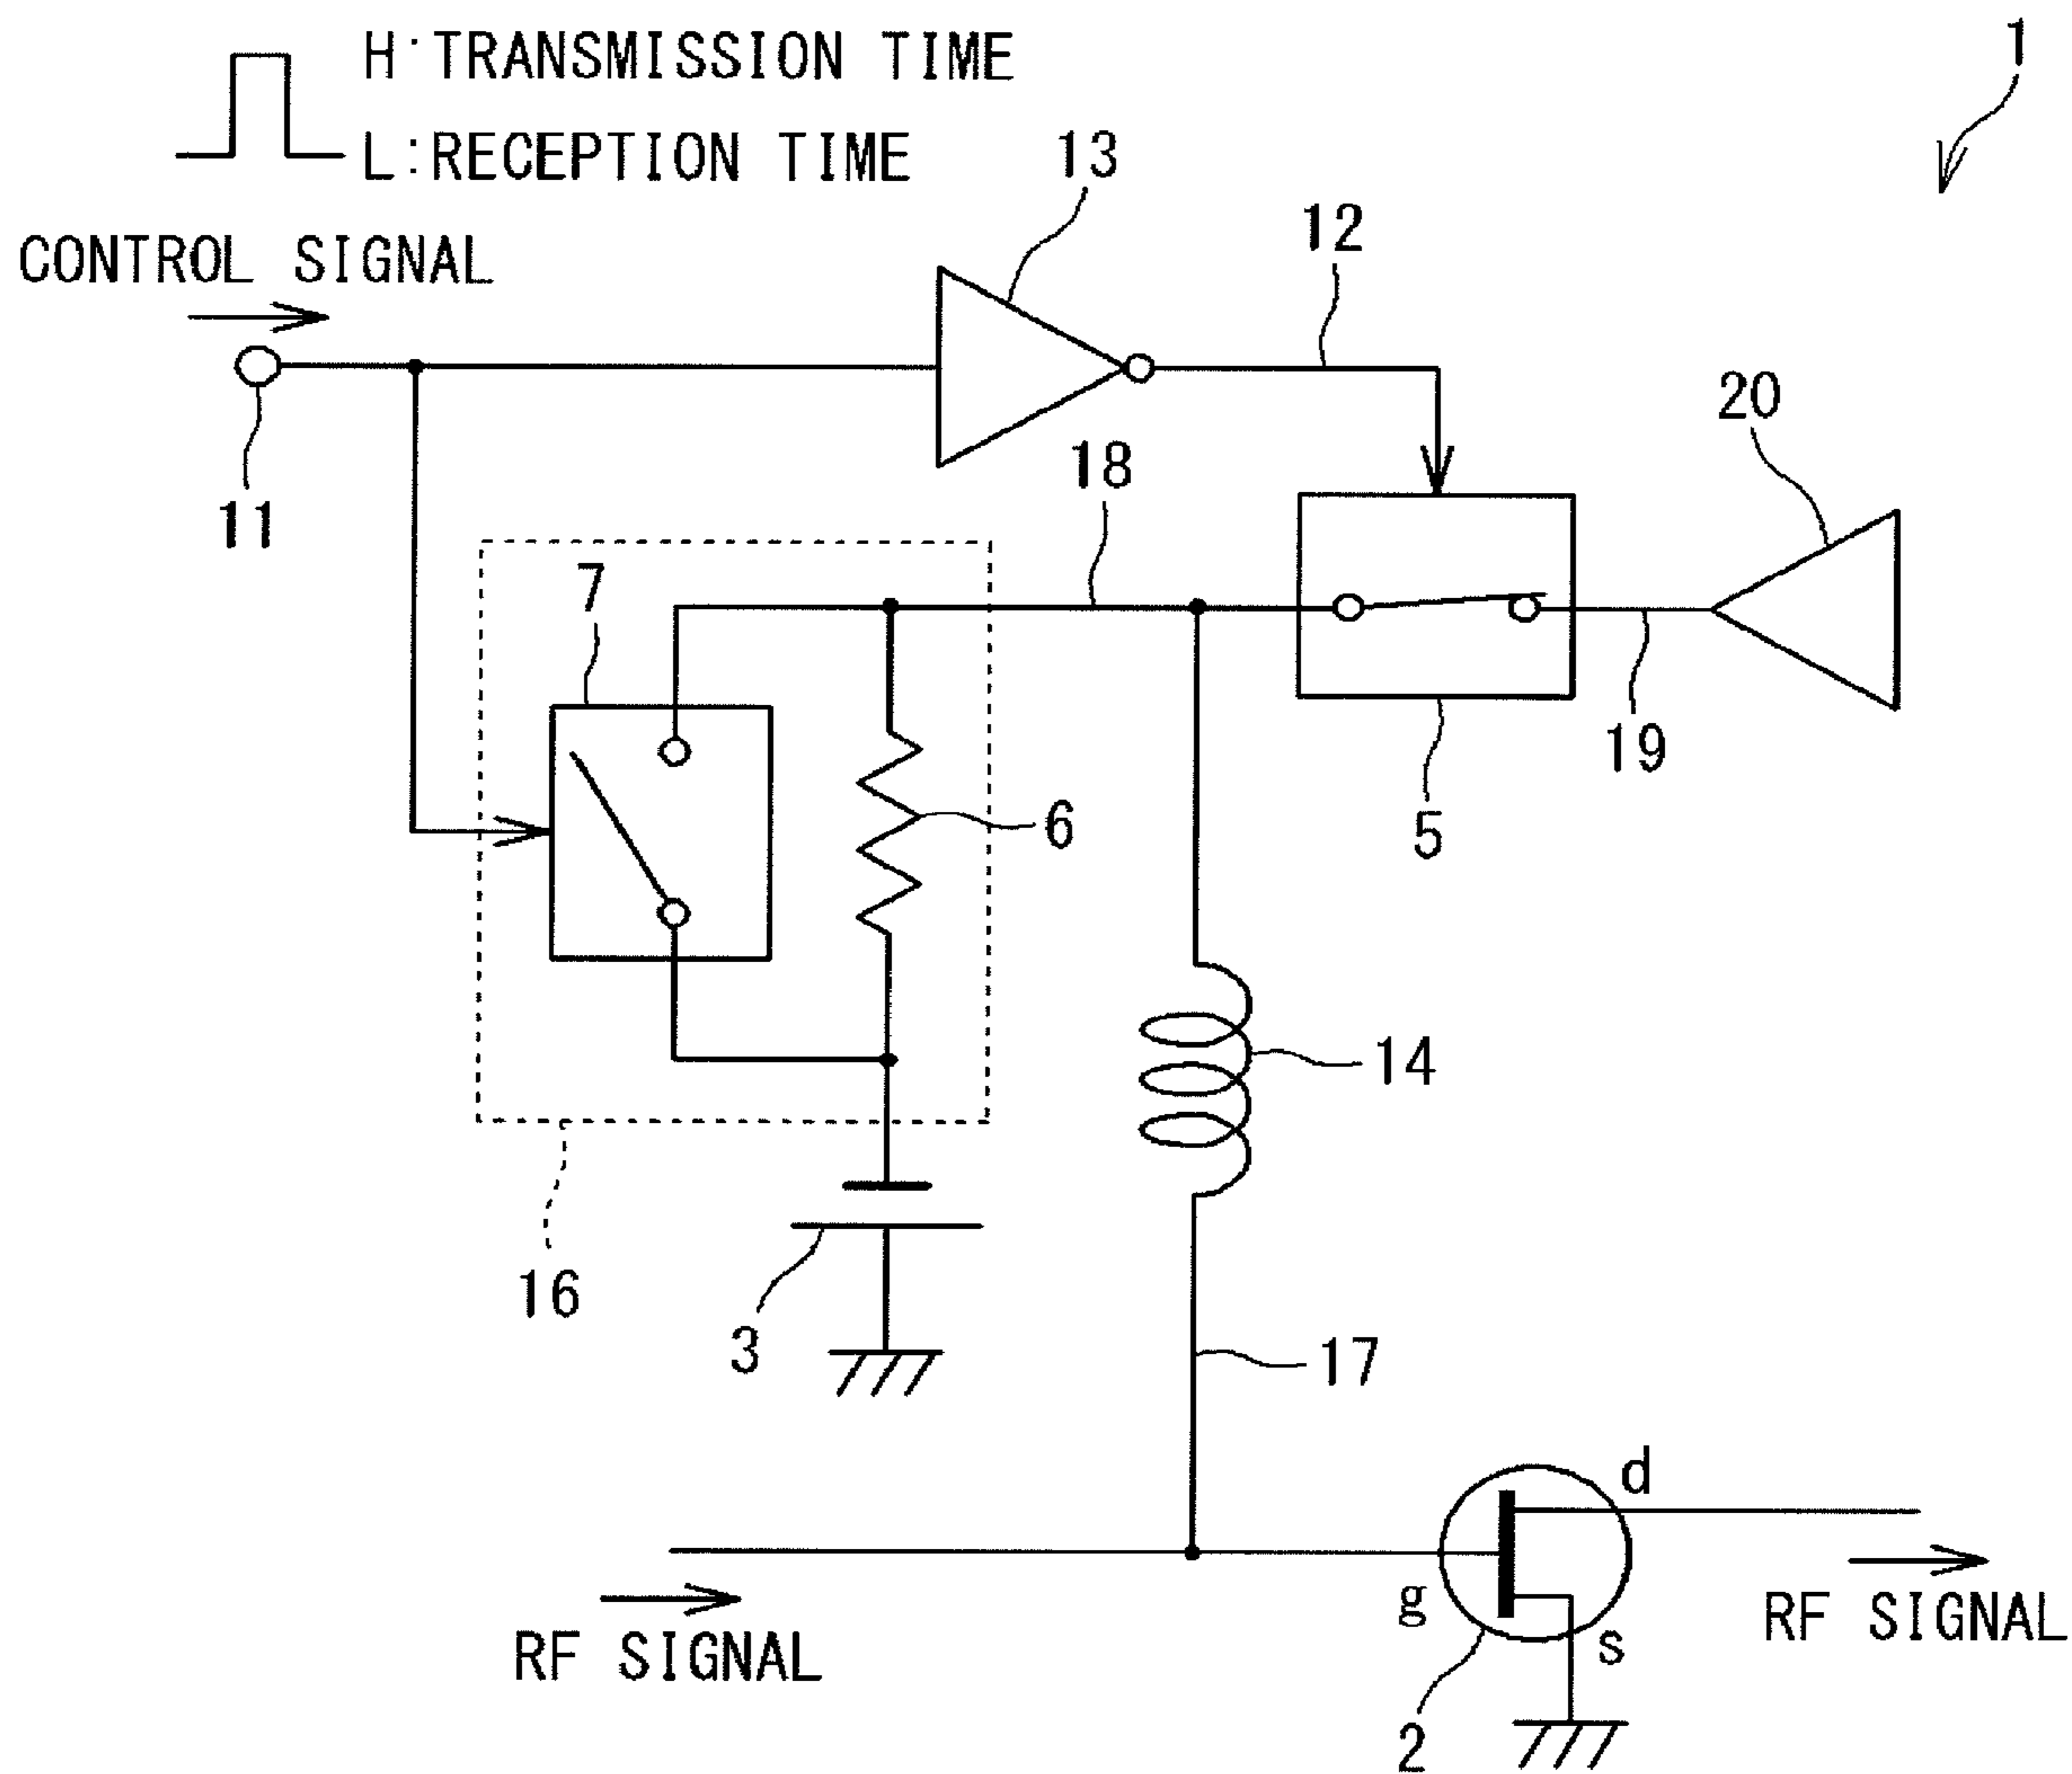 H:TRANSMISSION TIME
L:RECEPTION TIME
CONTROL SIGNAL
1
13
12
20
11
18
7
19
6
5
14
16
3
17
d
g
s
RF SIGNAL
RF SIGNAL
2